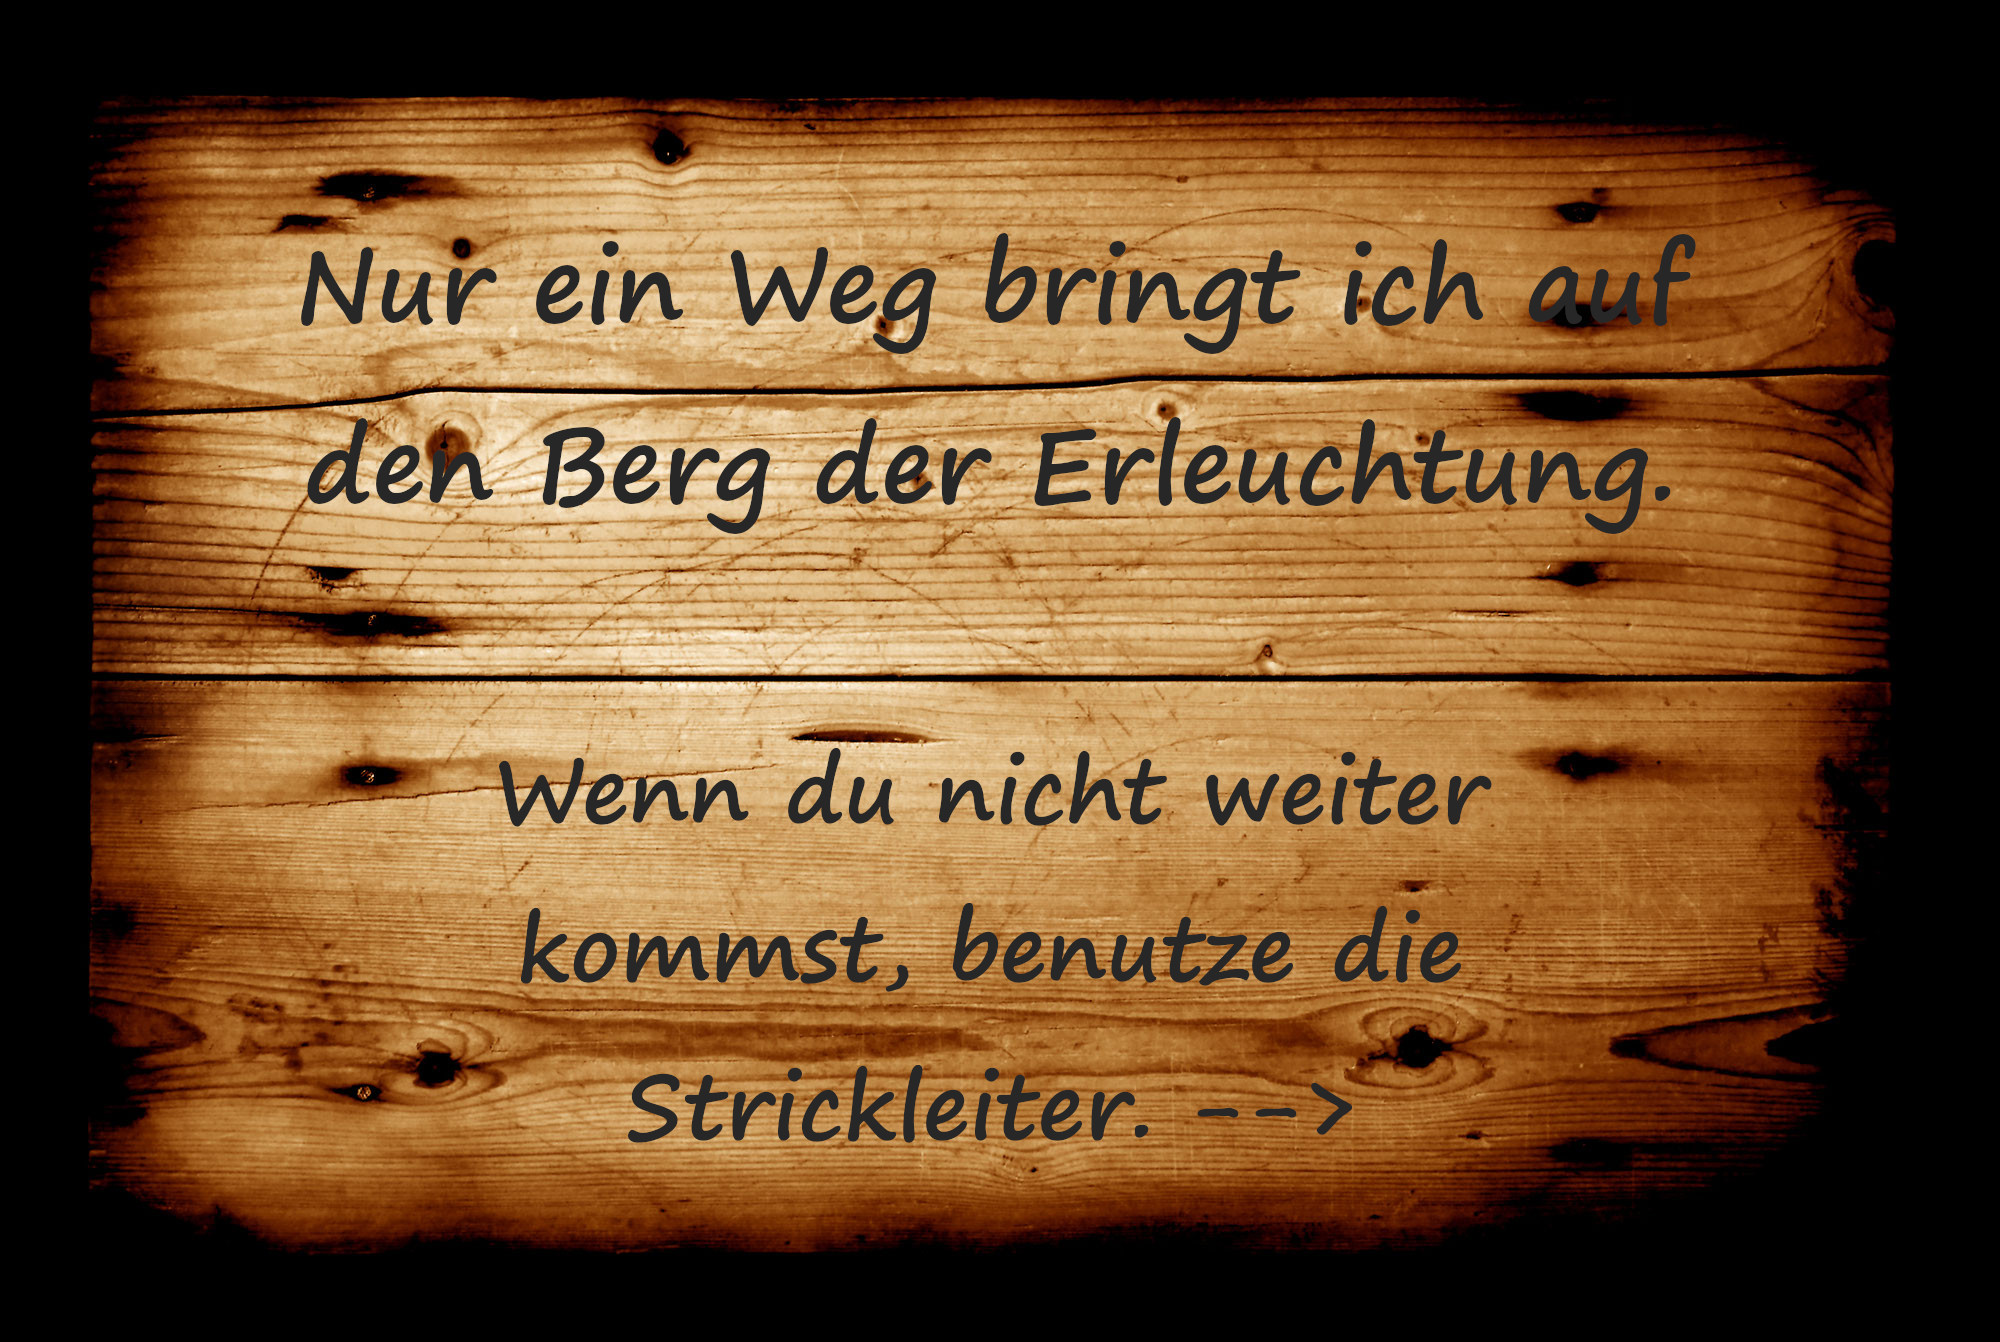 Nur ein Weg bringt ich auf
den Berg der Erleuchtung.
Wenn du nicht weiter
kommst, benutze die
Strickleiter. -->